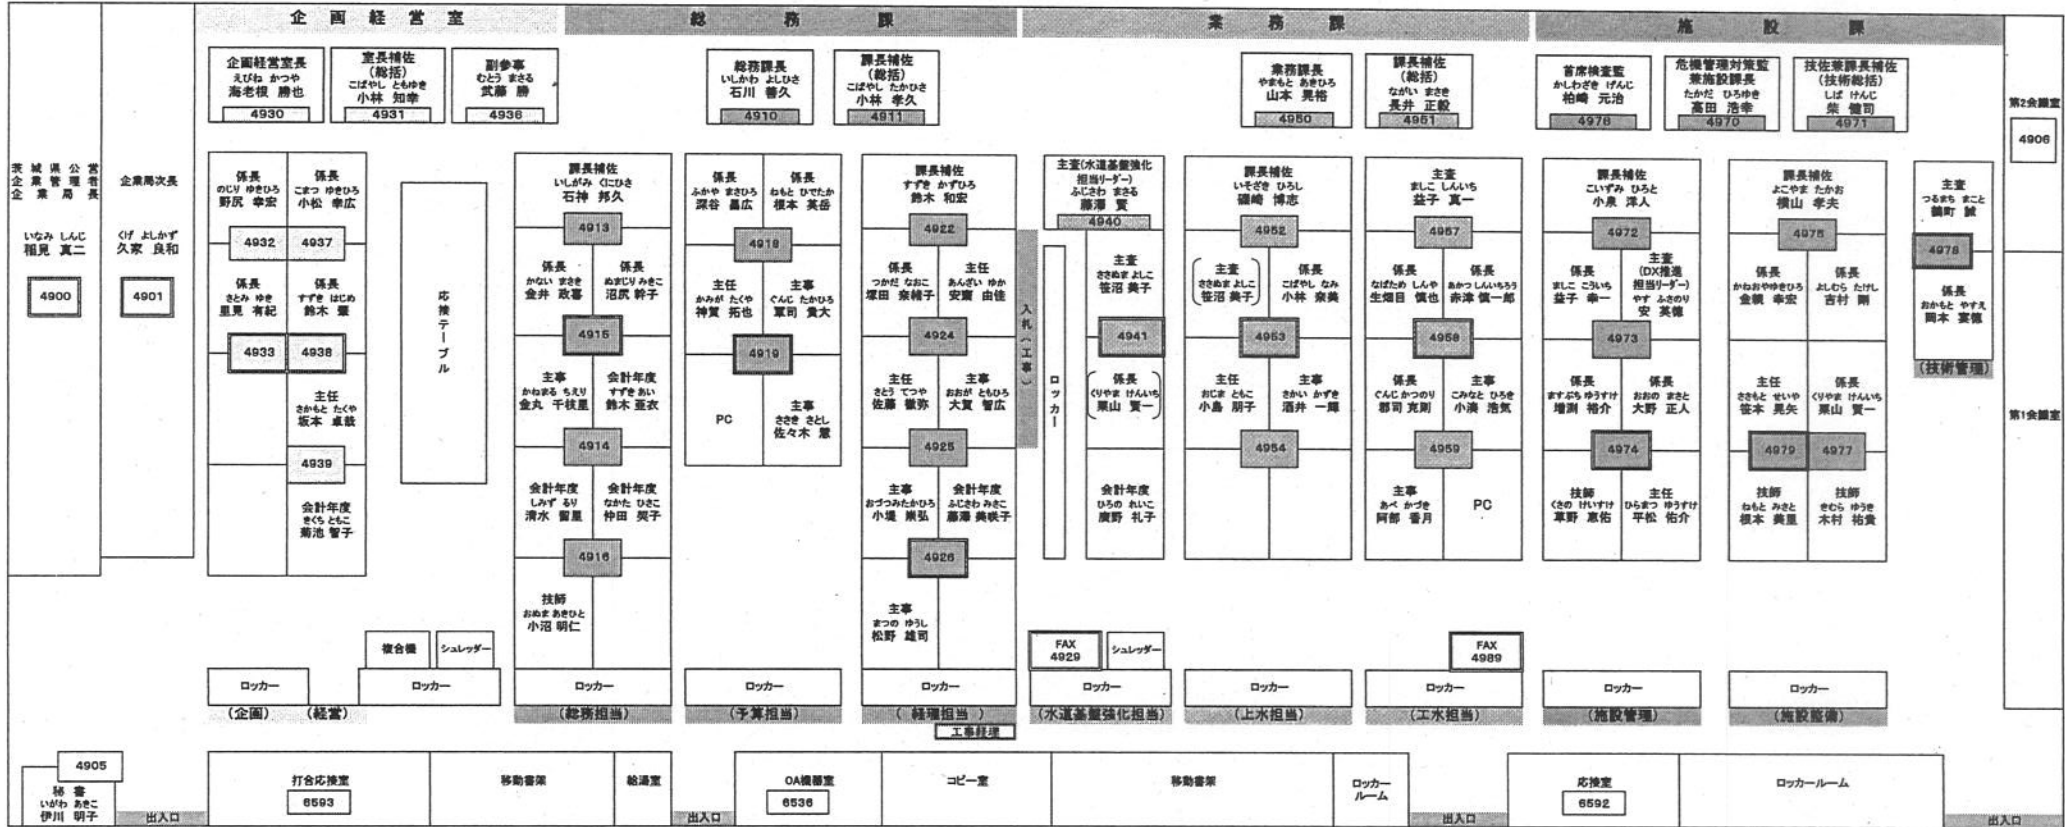 企画経営室
総務課
業務課
施設課
企画経営室長
えびね かつや
海老根 勝也
4930
室長補佐
(総括)
こばやし ともゆき
小林 知幸
4931
副参事
むとう まさる
武藤 勝
4936
総務課長
いしかわ よしひさ
石川 善久
4910
課長補佐
(総括)
こばやし たかひさ
小林 孝久
4911
業務課長
やまもと あきひろ
山本 晃裕
4950
課長補佐
(総括)
ながい まさき
長井 正毅
4951
首席検査監
かしわざき げんじ
柏崎 元治
4976
危機管理対策監
兼施設課長
たかだ ひろゆき
高田 浩幸
4970
技佐兼課長補佐
(技術総括)
しば けんじ
柴 健司
4971
第2会議室
4906
第1会議室
茨城県公営
企業管理者
企業局長
いなみ しんじ
稲見 真二
4900
企業局次長
くげ よしかず
久家 良和
4901
係長
のじり ゆきひろ
野尻 幸宏
係長
こまつ ゆきひろ
小松 幸広
4932
4937
係長
さとみ ゆき
里見 有紀
係長
すずき はじめ
鈴木 肇
4933
4938
主任
さかもと たくや
坂本 卓哉
4939
会計年度
きくち ともこ
菊池 智子
応接テーブル
課長補佐
いしがみ くにひさ
石神 邦久
4913
係長
かない まさき
金井 政喜
係長
ぬまじり みきこ
沼尻 幹子
4915
主事
かねまる ちえり
金丸 千枝里
会計年度
すずき あい
鈴木 亜衣
4914
会計年度
しみず るり
清水 留里
会計年度
なかた ひさこ
仲田 契子
4916
技師
おぬま あきひと
小沼 明仁
係長
ふかや まさひろ
深谷 昌広
係長
ねもと ひでたか
根本 英岳
4918
主任
かみが たくや
神賀 拓也
主事
ぐんじ たかひろ
軍司 貴大
4919
PC
主事
ささき さとし
佐々木 慧
課長補佐
すずき かずひろ
鈴木 和宏
4922
係長
つかだ なおこ
塚田 奈緒子
主任
あんざい ゆか
安齋 由佳
4924
主任
さとう てつや
佐藤 徹弥
主事
おおが ともひろ
大賀 智広
4925
主事
おづつみたかひろ
小堤 崇弘
会計年度
ふじさわ みさこ
藤澤 美咲子
4926
主事
まつの ゆうし
松野 雄司
入札(工事)
主査(水道基盤強化
担当リーダー)
ふじさわ まさる
藤澤 賢
4940
ロッカー
主査
ささぬま よしこ
笹沼 美子
4941
(係長
くりやま けんいち
栗山 賢一)
会計年度
ひろの れいこ
廣野 礼子
課長補佐
いそざき ひろし
磯崎 博志
4952
(主査
ささぬま よしこ
笹沼 美子)
係長
こばやし なみ
小林 奈美
4953
主任
おじま ともこ
小島 朋子
主事
さかい かずき
酒井 一輝
4954
主査
ましこ しんいち
益子 真一
4957
係長
なばため しんや
生畑目 慎也
係長
あかつ しんいちろう
赤津 慎一郎
4958
係長
ぐんじ かつのり
郡司 克則
主事
こみなと ひろき
小湊 浩気
4959
主事
あべ かづき
阿部 香月
PC
課長補佐
こいずみ ひろと
小泉 洋人
4972
係長
ましこ こういち
益子 幸一
主査
(DX推進
担当リーダー)
やす ふさのり
安 英徳
4973
係長
ますぶち ゆうすけ
増渕 裕介
係長
おおの まさと
大野 正人
4974
技師
くさの けいすけ
草野 恵佑
主任
ひらまつ ゆうすけ
平松 佑介
課長補佐
よこやま たかお
横山 孝夫
4975
係長
かねおやゆきひろ
金親 幸宏
係長
よしむら たけし
吉村 剛
主任
ささもと せいや
笹本 晃矢
係長
くりやま けんいち
栗山 賢一
4979
4977
技師
ねもと みさと
根本 美里
技師
きむら ゆうき
木村 祐貴
主査
つるまち まこと
鶴町 誠
4978
係長
おかもと やすえ
岡本 宴徳
(技術管理)
複合機
シュレッダー
FAX
4929
シュレッダー
FAX
4989
ロッカー
ロッカー
ロッカー
ロッカー
ロッカー
ロッカー
ロッカー
ロッカー
ロッカー
ロッカー
(企画)
(経営)
(総務担当)
(予算担当)
(経理担当)
(水道基盤強化担当)
(上水担当)
(工水担当)
(施設管理)
(施設整備)
工事経理
4905
秘書
いがわ あきこ
伊川 明子
出入口
打合応接室
6593
移動書架
給湯室
出入口
OA機器室
6536
コピー室
移動書架
ロッカー
ルーム
出入口
応接室
6592
ロッカールーム
出入口